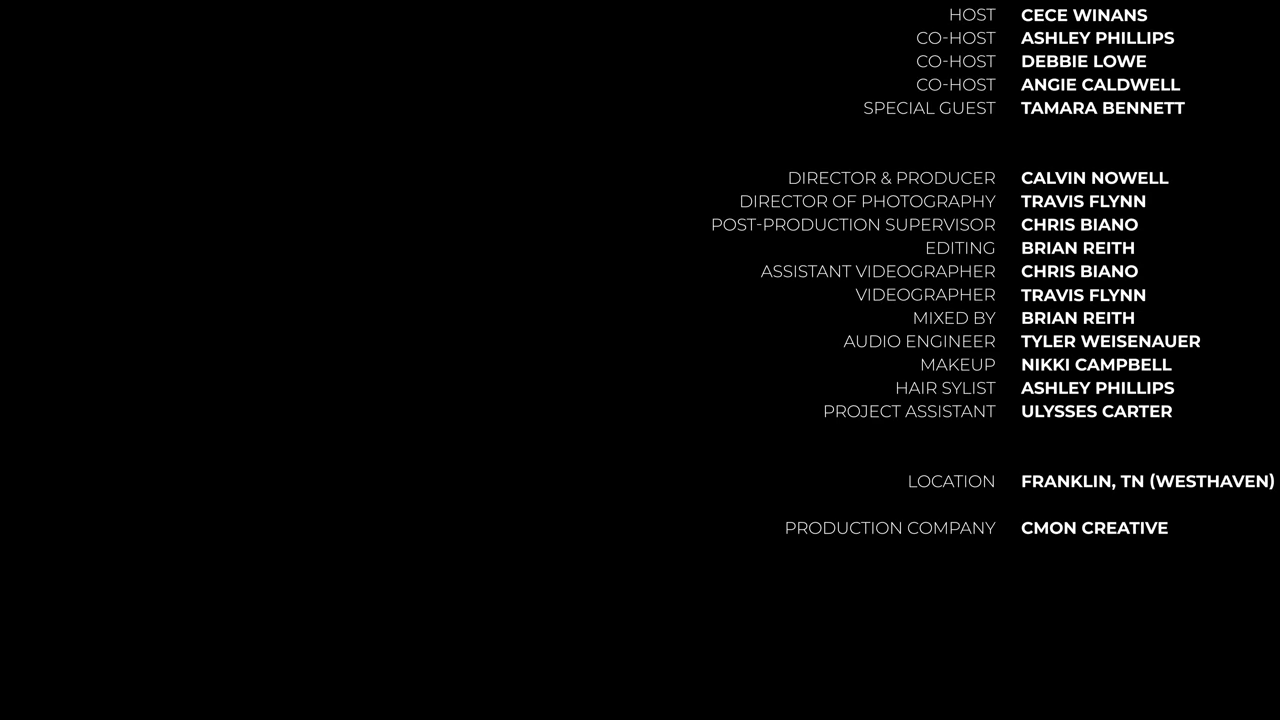 HOST CECE WINANS
CO-HOST ASHLEY PHILLIPS
CO-HOST DEBBIE LOWE
CO-HOST ANGIE CALDWELL
SPECIAL GUEST TAMARA BENNETT
DIRECTOR & PRODUCER CALVIN NOWELL
DIRECTOR OF PHOTOGRAPHY TRAVIS FLYNN
POST-PRODUCTION SUPERVISOR CHRIS BIANO
EDITING BRIAN REITH
ASSISTANT VIDEOGRAPHER CHRIS BIANO
VIDEOGRAPHER TRAVIS FLYNN
MIXED BY BRIAN REITH
AUDIO ENGINEER TYLER WEISENAUER
MAKEUP NIKKI CAMPBELL
HAIR SYLIST ASHLEY PHILLIPS
PROJECT ASSISTANT ULYSSES CARTER
LOCATION FRANKLIN, TN (WESTHAVEN)
PRODUCTION COMPANY CMON CREATIVE